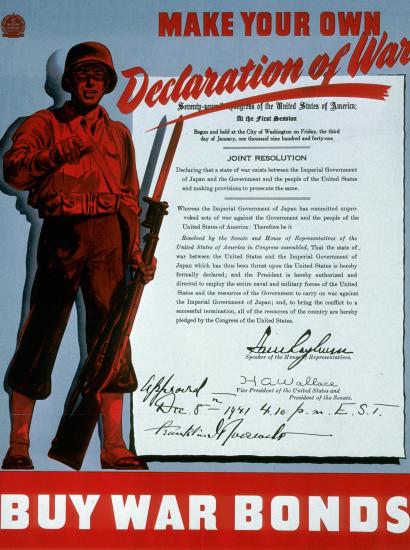 MAKE YOUR OWN
Declaration of War
Seventy-seventh Congress of the United States of America;
At the First Session
Begun and held at the City of Washington on Friday, the third
day of January, one thousand nine hundred and forty-one
JOINT RESOLUTION
Declaring that a state of war exists between the Imperial Government
of Japan and the Government and the people of the United States
and making provisions to prosecute the same.
Whereas the Imperial Government of Japan has committed unpro-
voked acts of war against the Government and the people of the
United States of America: Therefore be it
Resolved by the Senate and House of Representatives of the
United States of America in Congress assembled, That the state of
war between the United States and the Imperial Government of
Japan which has thus been thrust upon the United States is hereby
formally declared; and the President is hereby authorized and
directed to employ the entire naval and military forces of the United
States and the resources of the Government to carry on war against
the Imperial Government of Japan; and, to bring the conflict to a
successful termination, all of the resources of the country are hereby
pledged by the Congress of the United States.
Sam Rayburn
Speaker of the House of Representatives.
H A Wallace
Vice President of the United States and
President of the Senate.
Approved
Dec. 8th - 1941 4.10 p.m. E.S.T.
Franklin D Roosevelt
BUY WAR BONDS